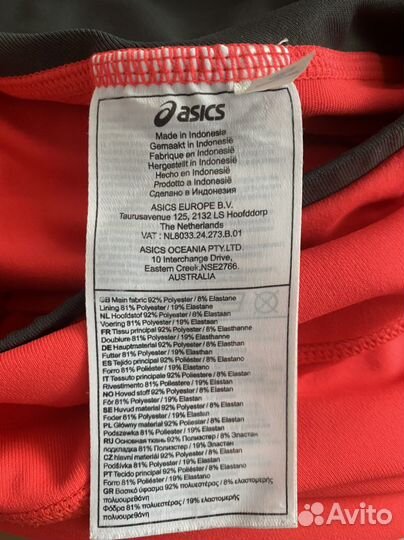 asics
Made in Indonesia
Gemaakt in Indonesië
Fabrique en Indonesië
Hergestellt in Indonesië
Hecho en Indonesië
Prodotto a Indonesië
Сделано в Индонезии
ASICS EUROPE B.V.
Taurusavenue 125, 2132 LS Hoofddorp
The Netherlands
VAT : NL8033.24.273.B.01
ASICS OCEANIA PTY.LTD.
10 Interchange Drive,
Eastern Creek,NSE2766.
AUSTRALIA
GB Main fabric 92% Polyester / 8% Elastane
Lining 81% Polyester / 19% Elastane
NL Hoofdstof 92% Polyester / 8% Elastaan
Voering 81% Polyester / 19% Elastaan
FR Tissu principal 92% Polyester / 8% Elasthanne
Doublure 81% Polyester / 19% Elasthanne
DE Hauptmaterial 92% Polyester / 8% Elasthan
Futter 81% Polyester / 19% Elasthan
ES Tejido principal 92% Poliéster / 8% Elastano
Forro 81% Poliéster / 19% Elastano
IT Tessuto principale 92% Poliestere / 8% Elastan
Rivestimento 81% Poliestere / 19% Elastan
NO Hoved stoff 92% Polyester / 8% Elastan
Fôr 81% Polyester / 19% Elastan
SE Huvud material 92% Polyester / 8% Elastan
Foder 81% Polyester / 19% Elastan
PL Główny materiał 92% Poliester / 8% Elastan
Podszewka 81% Poliester / 19% Elastan
RU Основная ткань 92% Полиэстер / 8% Эластан
подкладка 81% Полиэстер / 19% Эластан
CZ hlavní materiál 92% Polyester / 8% Elastan
Podšívka 81% Polyester / 19% Elastan
PT Tecido principal 92% Poliéster / 8% Elastano
Forro 81% Poliéster / 19% Elastano
GR Βασικό ύφασμα 92% πολυεστέρας / 8% πολυουρεθάνη
Φόδρα 81% πολυεστέρας / 19% ελαστάνη
πολυουρεθάνη
Avito